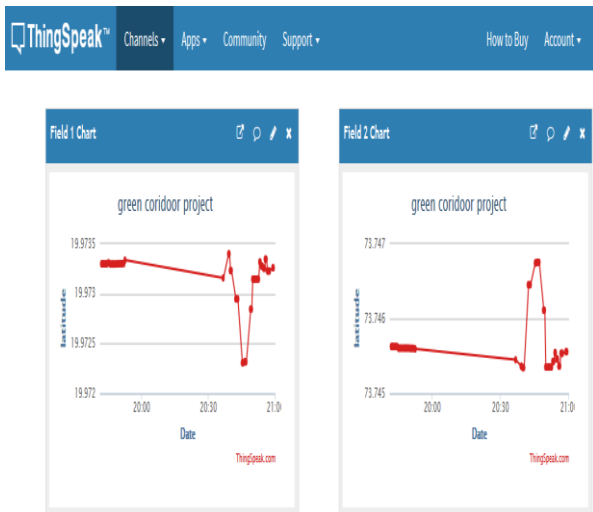 ThingSpeak™ Channels Apps Community Support How to Buy Account
Field 1 Chart
green coridoor project
19.9735
19.973
19.9725
19.972
latitude
20:00 20:30 21:0
Date
ThingSpeak.com
Field 2 Chart
green coridoor project
73.747
73.746
73.745
latitude
20:00 20:30 21:0
Date
ThingSpeak.com